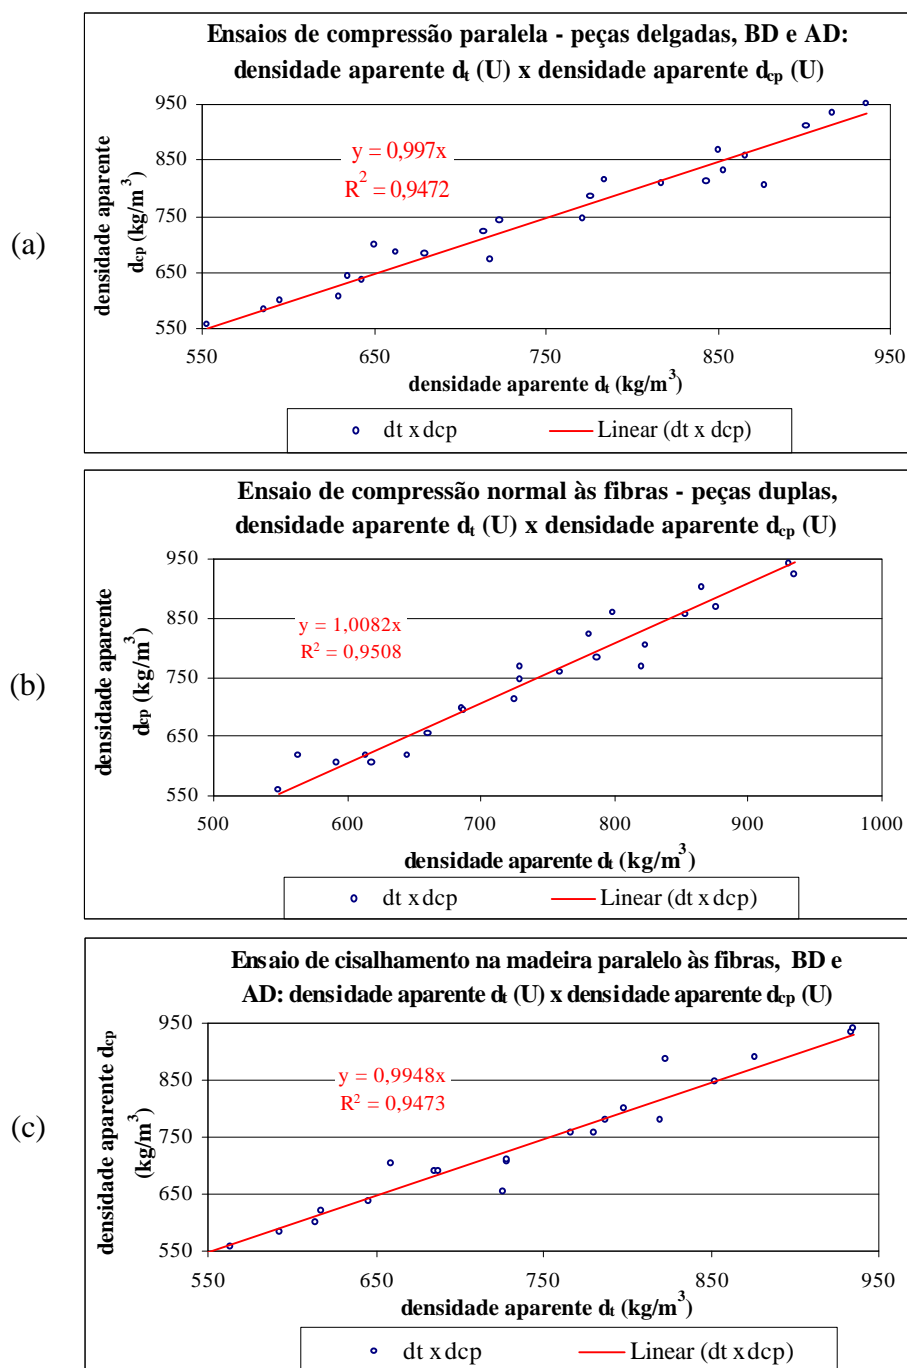 (a)
Ensaios de compressão paralela - peças delgadas, BD e AD:
densidade aparente dt (U) x densidade aparente dcp (U)
densidade aparente
dcp (kg/m3)
950
850
750
650
550
y = 0,997x
R2 = 0,9472
550 650 750 850 950
densidade aparente dt (kg/m3)
dt x dcp Linear (dt x dcp)
(b)
Ensaio de compressão normal às fibras - peças duplas,
densidade aparente dt (U) x densidade aparente dcp (U)
densidade aparente
dcp (kg/m3)
950
850
750
650
550
y = 1,0082x
R2 = 0,9508
500 600 700 800 900 1000
densidade aparente dt (kg/m3)
dt x dcp Linear (dt x dcp)
(c)
Ensaio de cisalhamento na madeira paralelo às fibras, BD e
AD: densidade aparente dt (U) x densidade aparente dcp (U)
densidade aparente dcp
(kg/m3)
950
850
750
650
550
y = 0,9948x
R2 = 0,9473
550 650 750 850 950
densidade aparente dt (kg/m3)
dt x dcp Linear (dt x dcp)